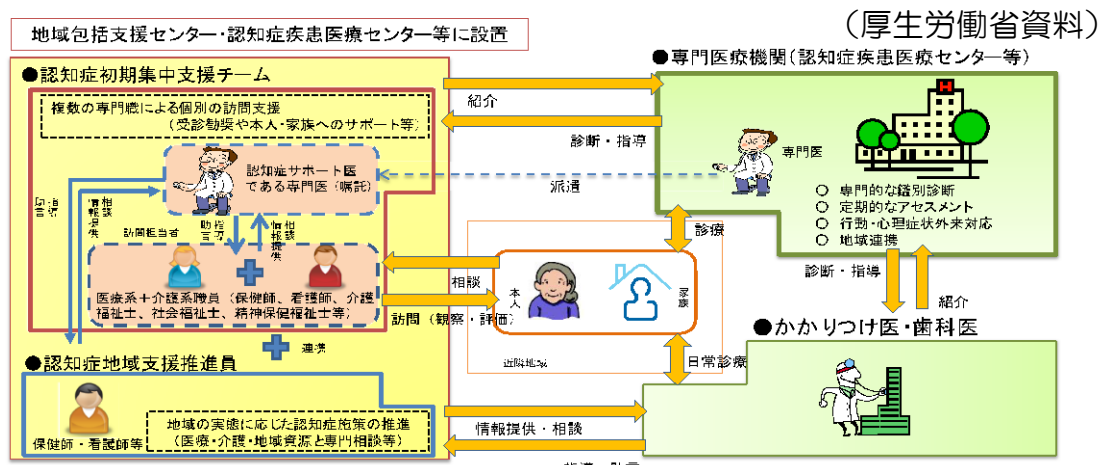 （厚生労働省資料）
地域包括支援センター・認知症疾患医療センター等に設置
●認知症初期集中支援チーム
複数の専門職による個別の訪問支援
（受診勧奨や本人・家族へのサポート等）
認知症サポート医
である専門医（嘱託）
指導
助言
相談
情報提供
訪問担当者
指導
助言
相談
情報提供
医療系＋介護系職員（保健師、看護師、介護
福祉士、社会福祉士、精神保健福祉士等）
連携
●認知症地域支援推進員
保健師・看護師等
地域の実態に応じた認知症施策の推進
（医療・介護・地域資源と専門相談等）
紹介
診断・指導
派遣
相談
訪問（観察・評価）
本人
家族
近隣地域
診療
日常診療
情報提供・相談
●専門医療機関（認知症疾患医療センター等）
H
専門医
○ 専門的な鑑別診断
○ 定期的なアセスメント
○ 行動・心理症状外来対応
○ 地域連携
診断・指導
紹介
●かかりつけ医・歯科医